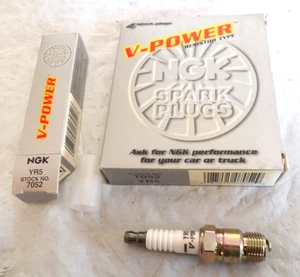 V-POWER
RESISTOR TYPE
NGK
SPARK
PLUGS
Ask for NGK performance
for your car or truck
7052
YR5
V-POWER
NGK
YR5
STOCK NO.
7052